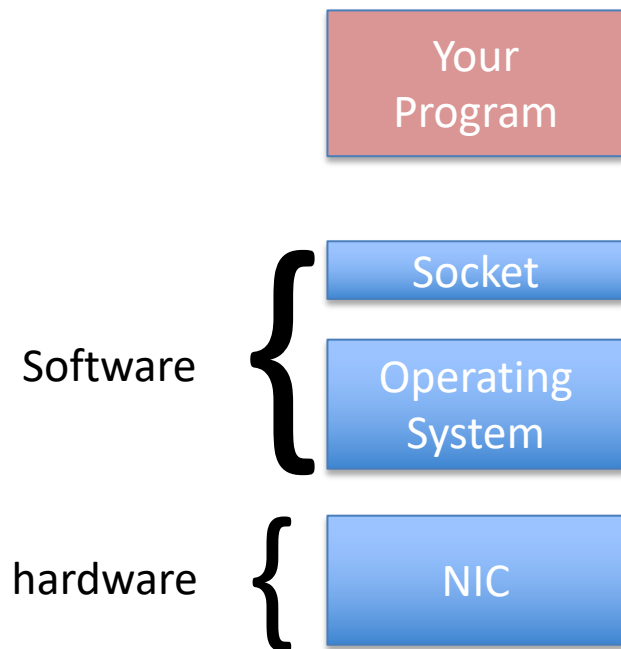 Your
Program
Socket
Software
Operating
System
hardware
NIC